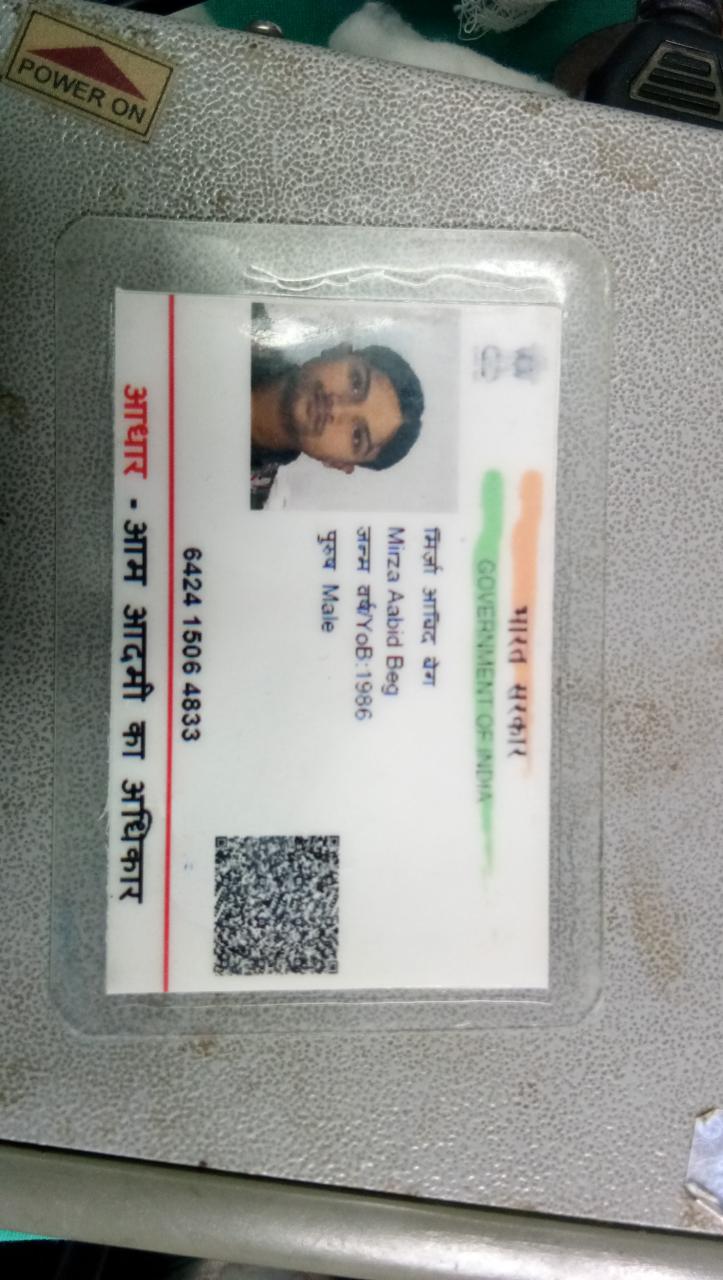 POWER ON
भारत सरकार
GOVERNMENT OF INDIA
मिर्ज़ा आबिद बेग
Mirza Aabid Beg
जन्म वर्ष/YoB:1986
पुरुष Male
6424 1506 4833
आधार - आम आदमी का अधिकार